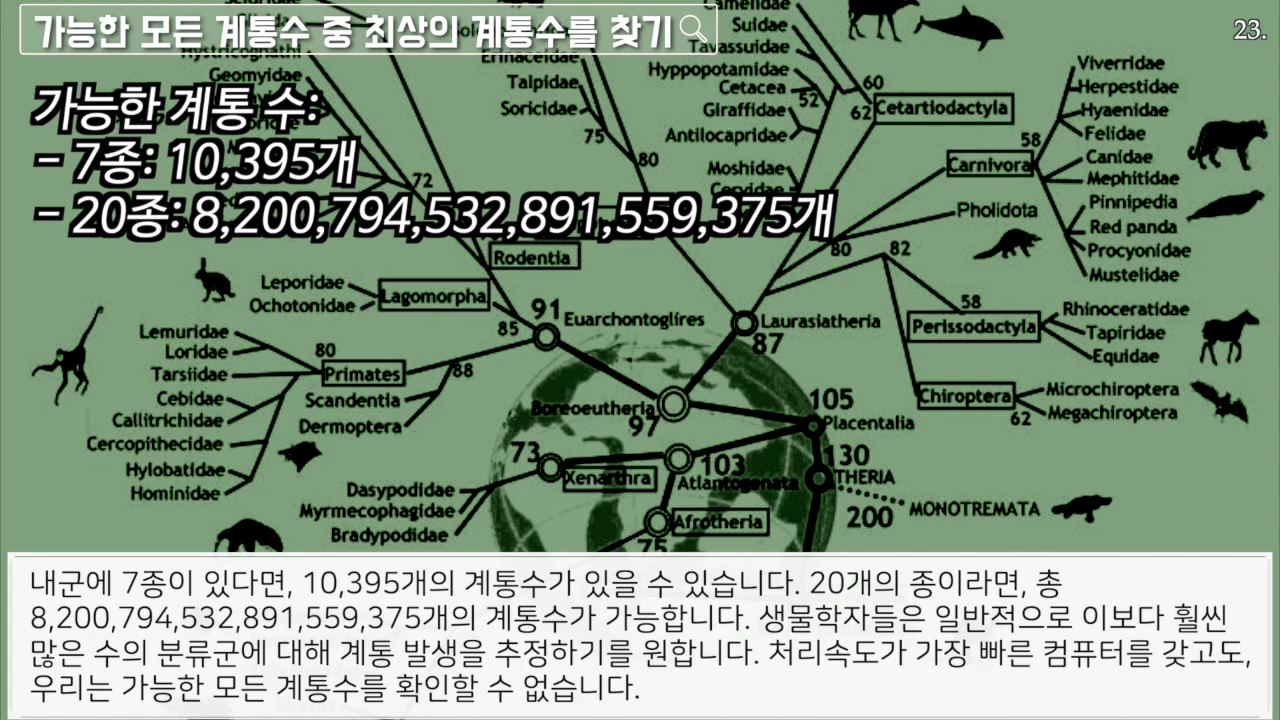 가능한 모든 계통수 중 최상의 계통수를 찾기
23.
가능한 계통 수:
- 7종: 10,395개
- 20종: 8,200,794,532,891,559,375개
Hystricognathi
Geomyidae
72
Rodentia
Leporidae
Ochotonidae
Lagomorpha
85
91
Euarchontoglires
Lemuridae
Loridae
Tarsiidae
Cebidae
Callitrichidae
Cercopithecidae
Hylobatidae
Hominidae
80
Primates
Scandentia
Dermoptera
88
Erinaceidae
Talpidae
Soricidae
75
80
Camelidae
Suidae
Tavassuidae
Hyppopotamidae
Cetacea
Giraffidae
Antilocapridae
Moshidae
Cervidae
52
60
62
Cetartiodactyla
58
Carnivora
Viverridae
Herpestidae
Hyaenidae
Felidae
Canidae
Mephitidae
Pinnipedia
Red panda
Procyonidae
Mustelidae
Pholidota
80
82
58
Perissodactyla
Rhinoceratidae
Tapiridae
Equidae
Chiroptera
62
Microchiroptera
Megachiroptera
Laurasiatheria
87
Boreoeutheria
97
105
Placentalia
130
THERIA
200
MONOTREMATA
103
Atlantogenata
73
Xenarthra
Dasypodidae
Myrmecophagidae
Bradypodidae
Afrotheria
75
내군에 7종이 있다면, 10,395개의 계통수가 있을 수 있습니다. 20개의 종이라면, 총
8,200,794,532,891,559,375개의 계통수가 가능합니다. 생물학자들은 일반적으로 이보다 훨씬
많은 수의 분류군에 대해 계통 발생을 추정하기를 원합니다. 처리속도가 가장 빠른 컴퓨터를 갖고도,
우리는 가능한 모든 계통수를 확인할 수 없습니다.